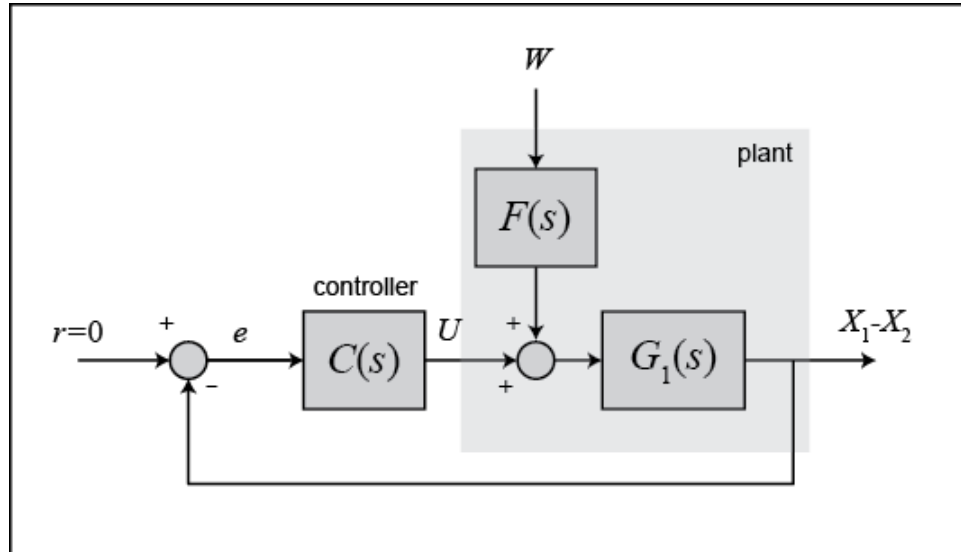 W
plant
F(s)
controller
r=0
+
e
C(s)
U
+
G₁(s)
X₁-X₂
−
+